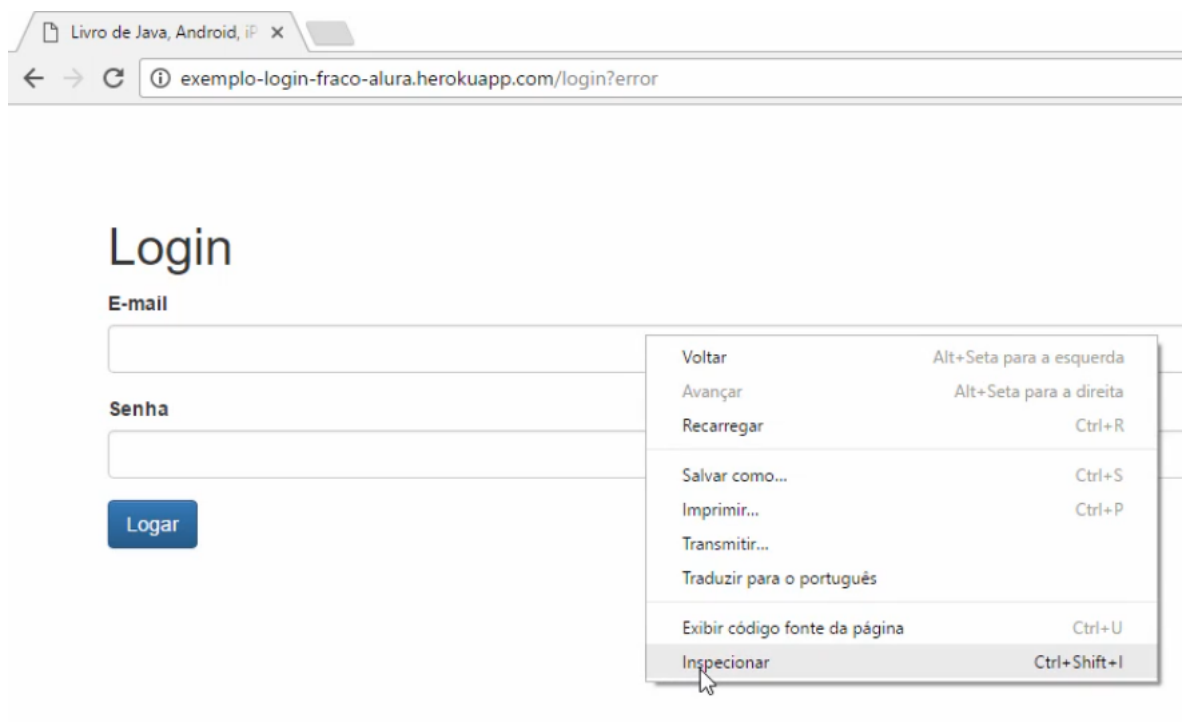 Livro de Java, Android, iP
exemplo-login-fraco-alura.herokuapp.com/login?error
Login
E-mail
Senha
Logar
Voltar Alt+Seta para a esquerda
Avançar Alt+Seta para a direita
Recarregar Ctrl+R
Salvar como... Ctrl+S
Imprimir... Ctrl+P
Transmitir...
Traduzir para o português
Exibir código fonte da página Ctrl+U
Inspecionar Ctrl+Shift+I